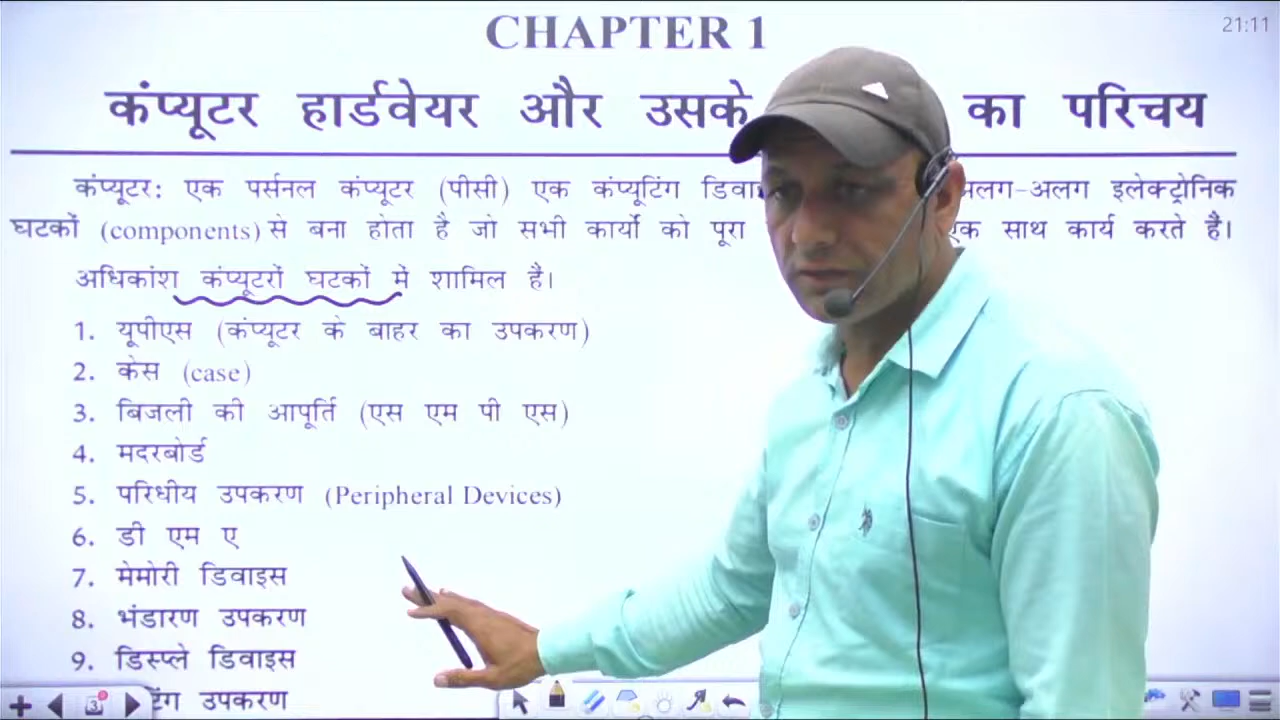 CHAPTER 1
21:11
कंप्यूटर हार्डवेयर और उसके का परिचय
कंप्यूटर: एक पर्सनल कंप्यूटर (पीसी) एक कंप्यूटिंग अलग-अलग इलेक्ट्रोनिक
घटकों (components) से बना होता है जो सभी कार्यों को पूरा एक साथ कार्य करते है।
अधिकांश कंप्यूटरों घटकों में शामिल है।
1. यूपीएस (कंप्यूटर के बाहर का उपकरण)
2. केस (case)
3. बिजली की आपूर्ति (एस एम पी एस)
4. मदरबोर्ड
5. परिधीय उपकरण (Peripheral Devices)
6. डी एम ए
7. मेमोरी डिवाइस
8. भंडारण उपकरण
9. डिस्प्ले डिवाइस
उपकरण
3